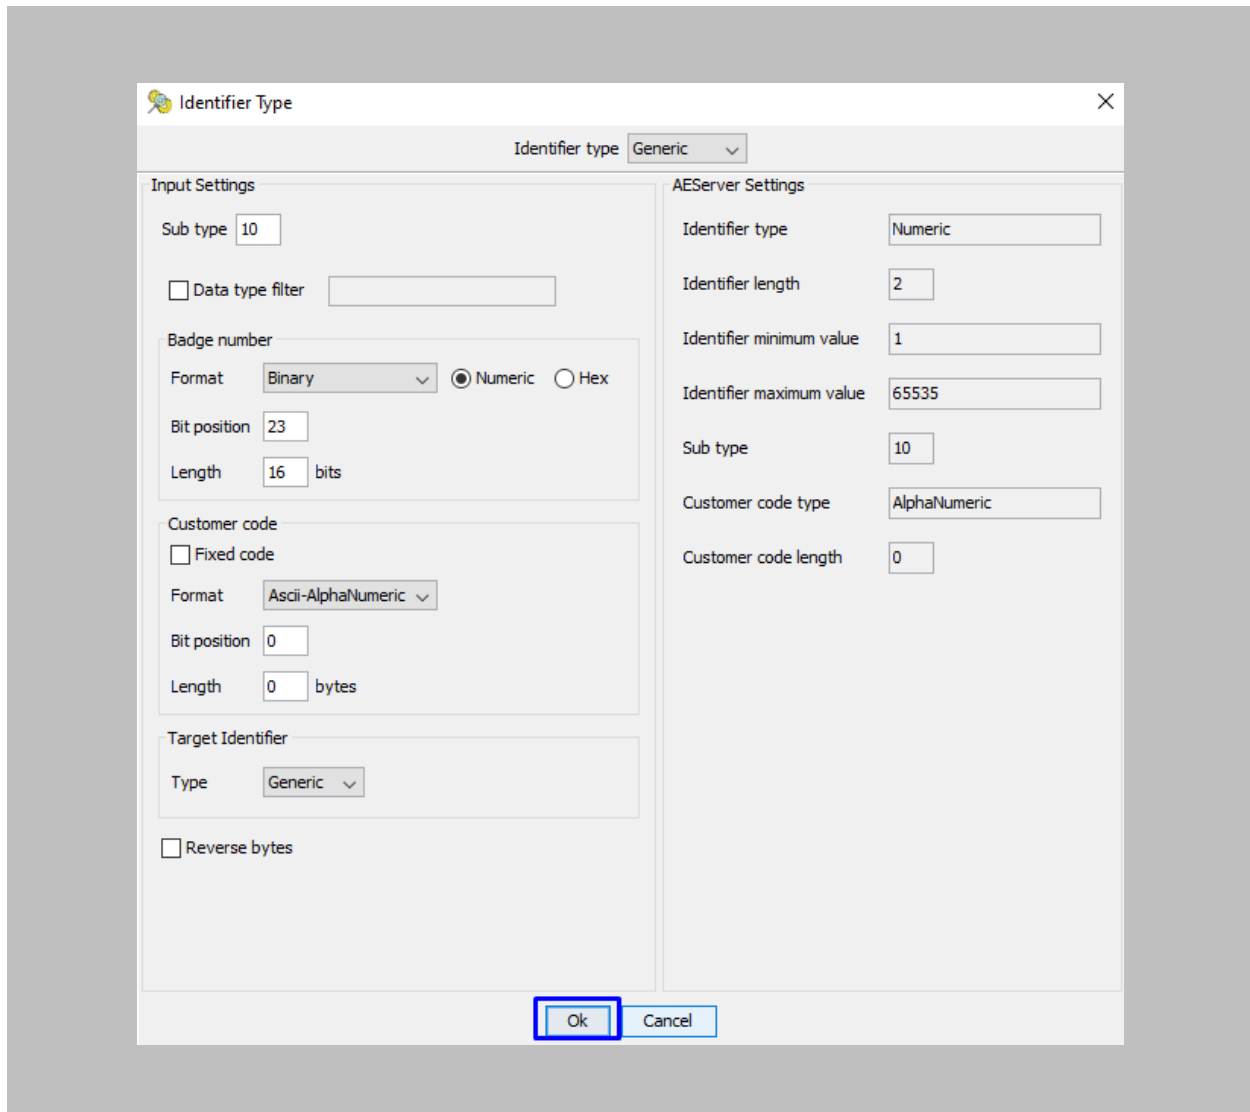 Identifier Type
Identifier type Generic
Input Settings
Sub type 10
Data type filter
Badge number
Format Binary Numeric Hex
Bit position 23
Length 16 bits
Customer code
Fixed code
Format Ascii-AlphaNumeric
Bit position 0
Length 0 bytes
Target Identifier
Type Generic
Reverse bytes
AEServer Settings
Identifier type Numeric
Identifier length 2
Identifier minimum value 1
Identifier maximum value 65535
Sub type 10
Customer code type AlphaNumeric
Customer code length 0
Ok Cancel